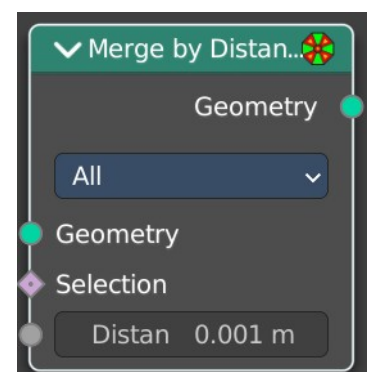 Merge by Distan...
Geometry
All
Geometry
Selection
Distan 0.001 m